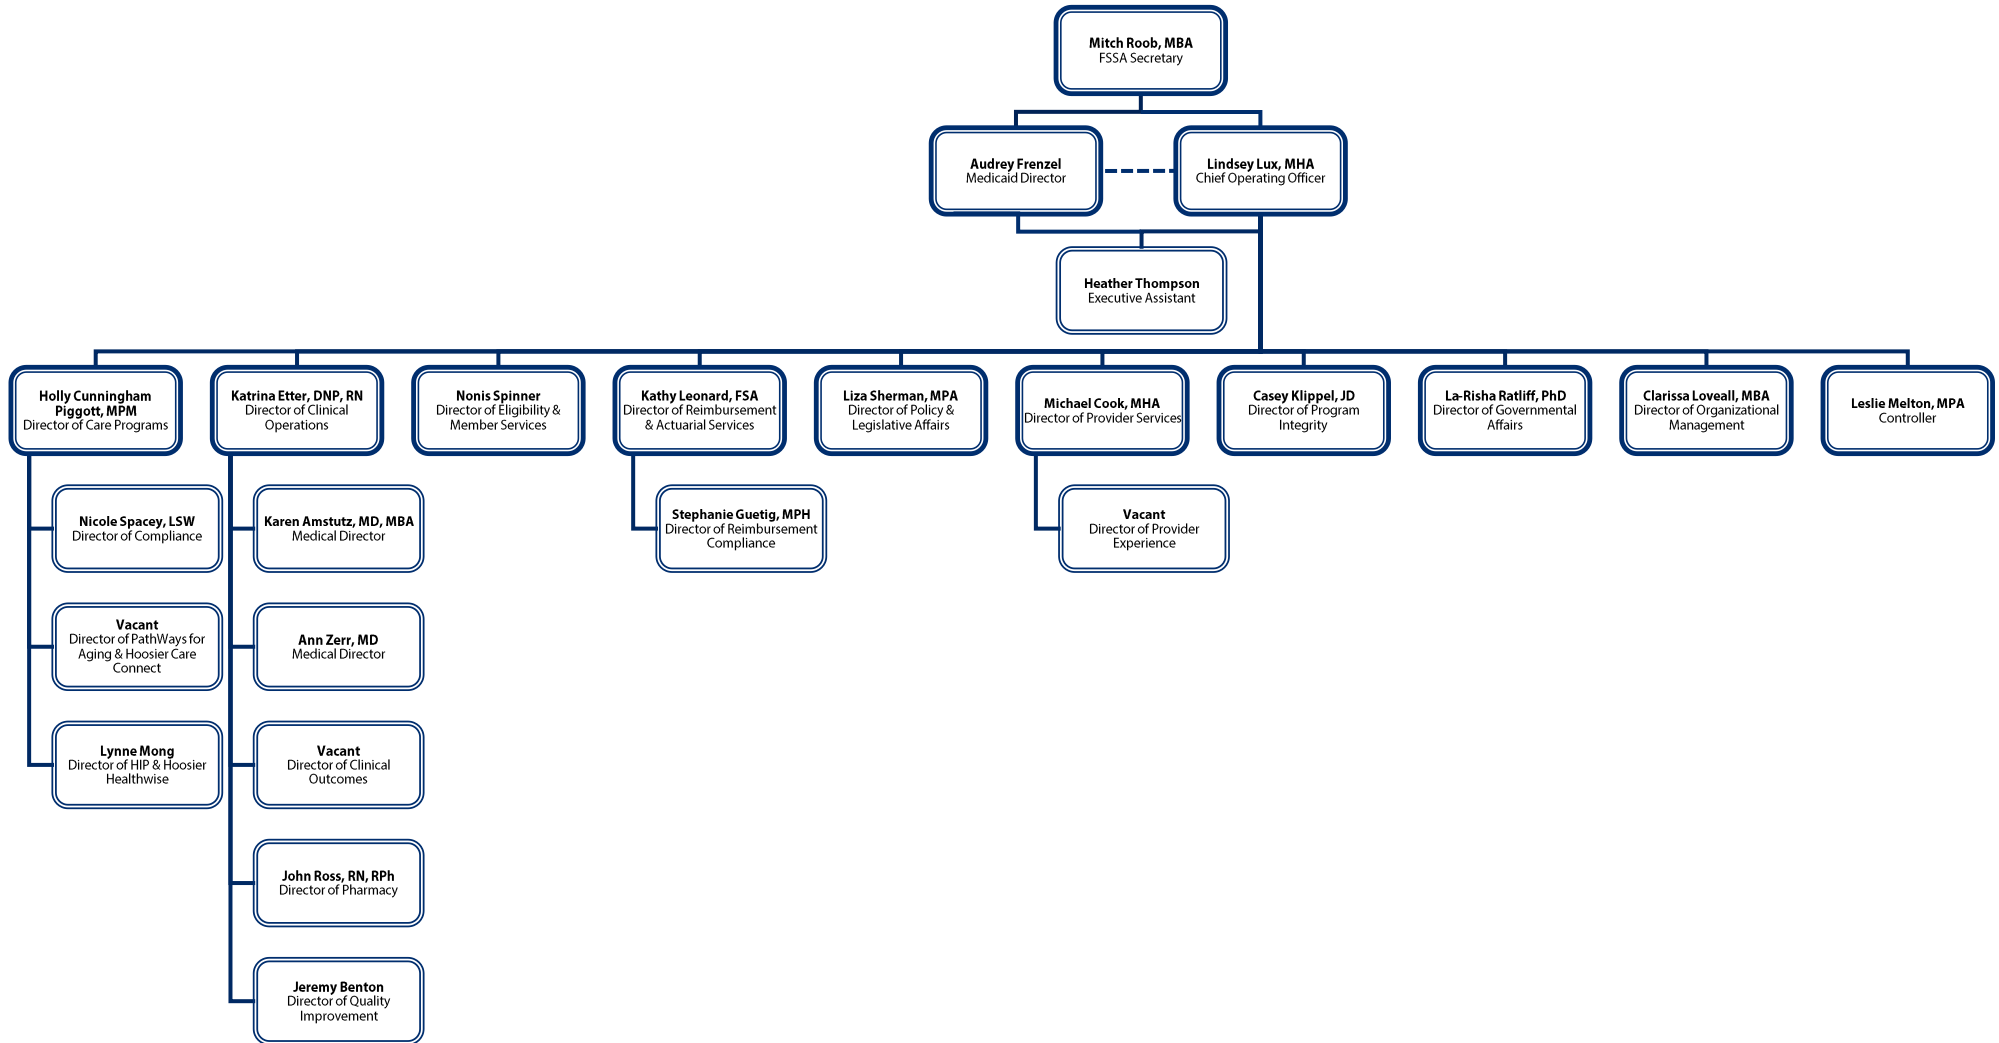 Mitch Roob, MBA
FSSA Secretary
Audrey Frenzel
Medicaid Director
Lindsey Lux, MHA
Chief Operating Officer
Heather Thompson
Executive Assistant
Holly Cunningham
Piggott, MPM
Director of Care Programs
Katrina Etter, DNP, RN
Director of Clinical
Operations
Nonis Spinner
Director of Eligibility &
Member Services
Kathy Leonard, FSA
Director of Reimbursement
& Actuarial Services
Liza Sherman, MPA
Director of Policy &
Legislative Affairs
Michael Cook, MHA
Director of Provider Services
Casey Klippel, JD
Director of Program
Integrity
La-Risha Ratliff, PhD
Director of Governmental
Affairs
Clarissa Loveall, MBA
Director of Organizational
Management
Leslie Melton, MPA
Controller
Nicole Spacey, LSW
Director of Compliance
Vacant
Director of PathWays for
Aging & Hoosier Care
Connect
Lynne Mong
Director of HIP & Hoosier
Healthwise
Karen Amstutz, MD, MBA
Medical Director
Ann Zerr, MD
Medical Director
Vacant
Director of Clinical
Outcomes
John Ross, RN, RPh
Director of Pharmacy
Jeremy Benton
Director of Quality
Improvement
Stephanie Guetig, MPH
Director of Reimbursement
Compliance
Vacant
Director of Provider
Experience